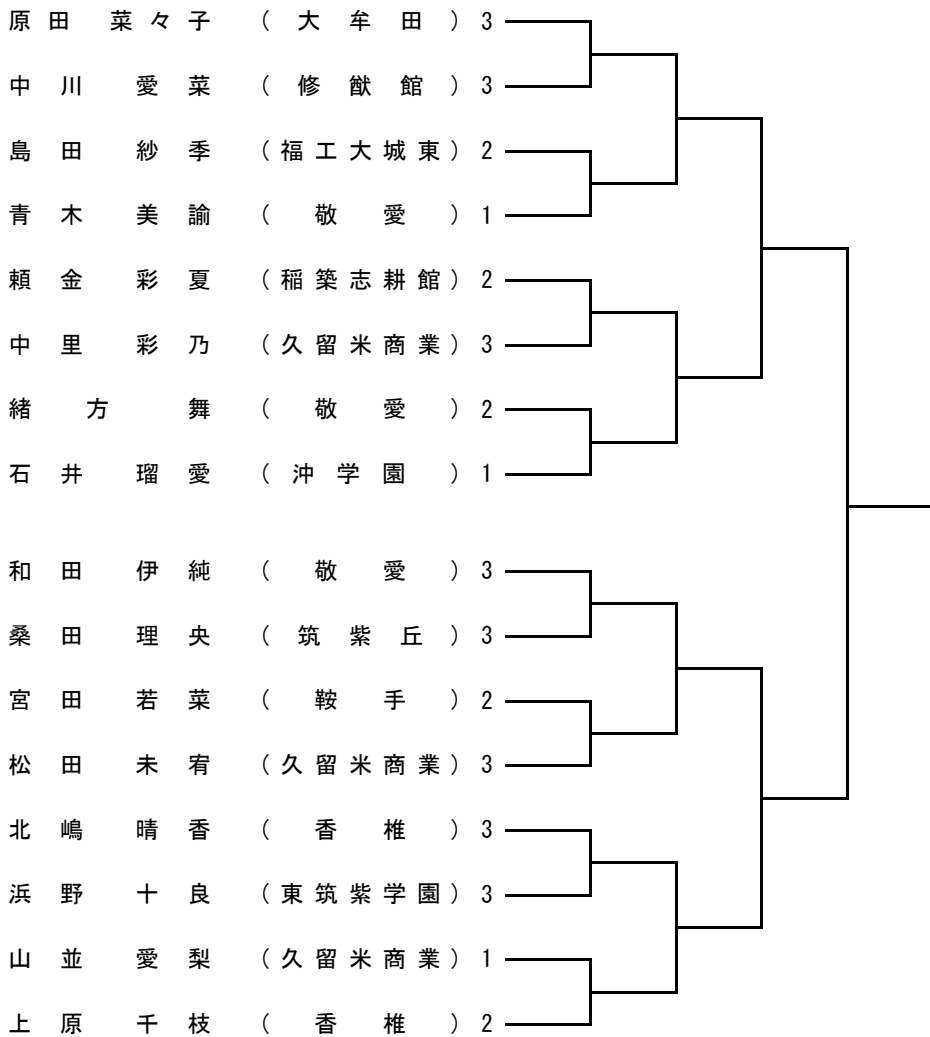 原田 菜々子 (大牟田) 3
中川 愛菜 (修猷館) 3
島田 紗季 (福工大城東) 2
青木 美諭 (敬愛) 1
頼金 彩夏 (稲築志耕館) 2
中里 彩乃 (久留米商業) 3
緒方 舞 (敬愛) 2
石井 瑠愛 (沖学園) 1
和田 伊純 (敬愛) 3
桑田 理央 (筑紫丘) 3
宮田 若菜 (鞍手) 2
松田 未宥 (久留米商業) 3
北嶋 晴香 (香椎) 3
浜野 十良 (東筑紫学園) 3
山並 愛梨 (久留米商業) 1
上原 千枝 (香椎) 2